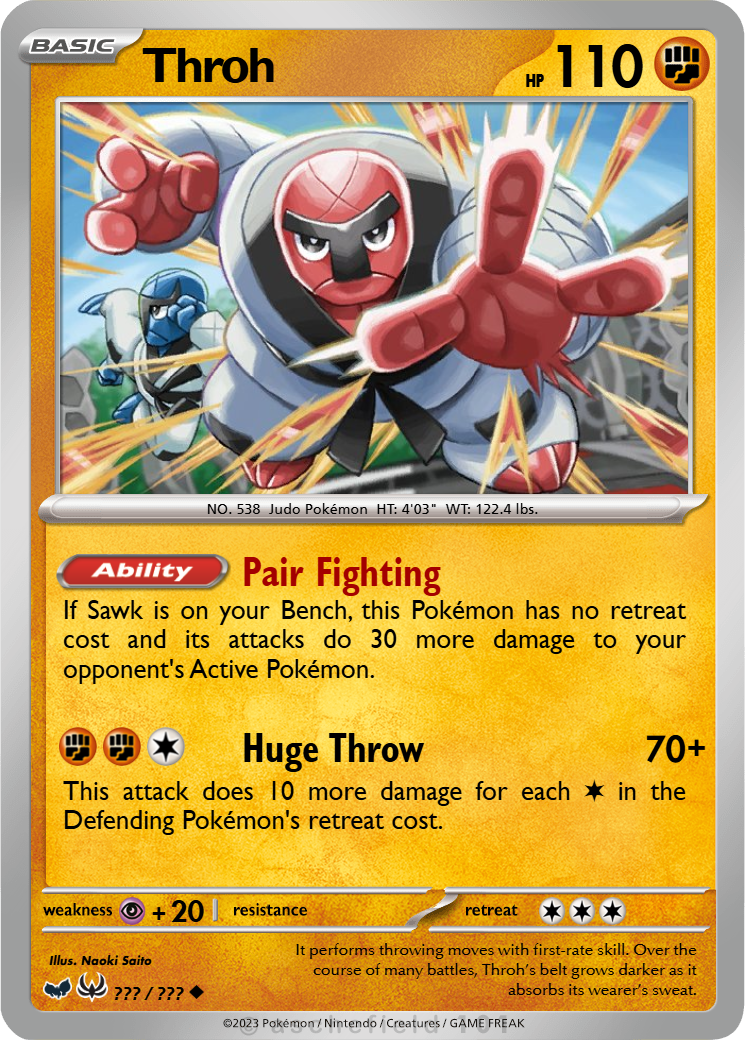 BASIC Throh HP 110
NO. 538 Judo Pokémon HT: 4'03" WT: 122.4 lbs.
Ability Pair Fighting
If Sawk is on your Bench, this Pokémon has no retreat
cost and its attacks do 30 more damage to your
opponent's Active Pokémon.
Huge Throw 70+
This attack does 10 more damage for each in the
Defending Pokémon's retreat cost.
weakness + 20 resistance retreat
Illus. Naoki Saito
It performs throwing moves with first-rate skill. Over the
course of many battles, Throh's belt grows darker as it
absorbs its wearer's sweat.
??? / ???
©2023 Pokémon / Nintendo / Creatures / GAME FREAK